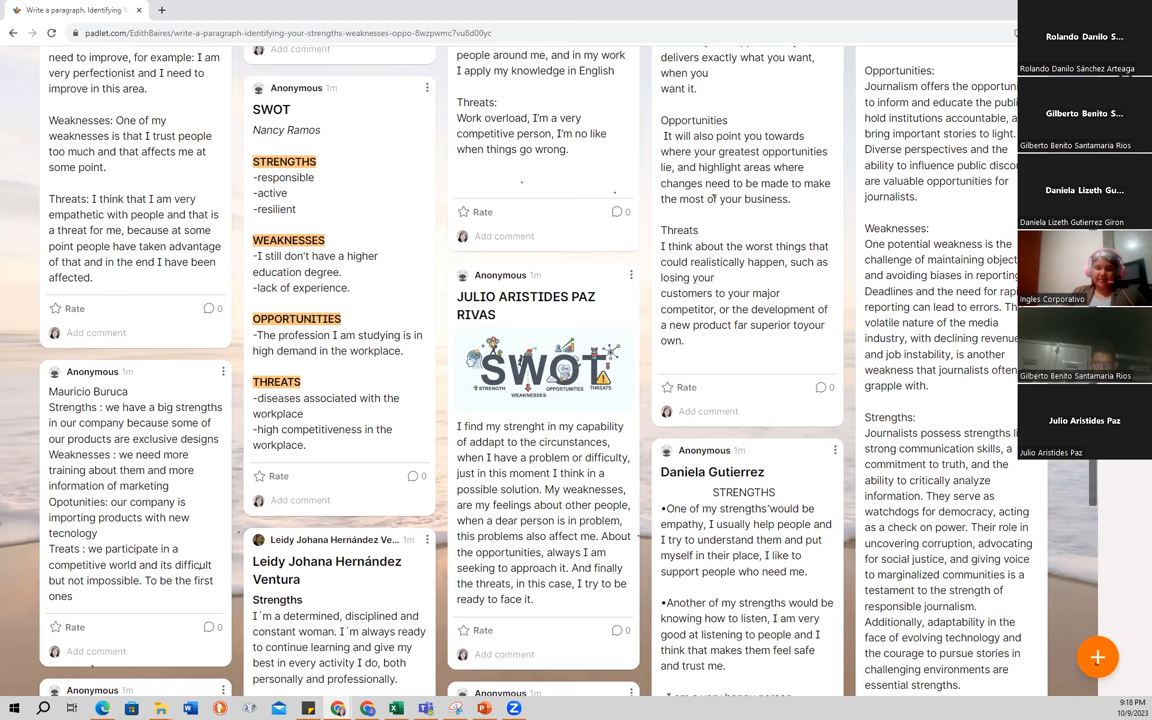 Write a paragraph. Identifying Y
padlet.com/EdithBaires/write-a-paragraph-identifying-your-strengths-weaknesses-oppo-8wzpwmc7vu8d00yc
need to improve, for example: I am
very perfectionist and I need to
improve in this area.
Weaknesses: One of my
weaknesses is that I trust people
too much and that affects me at
some point.
Threats: I think that I am very
empathetic with people and that is
a threat for me, because at some
point people have taken advantage
of that and in the end I have been
affected.
Rate
0
Add comment
Anonymous 1m
Mauricio Buruca
Strengths : we have a big strengths
in our company because some of
our products are exclusive designs
Weaknesses : we need more
training about them and more
information of marketing
Opotunities: our company is
importing products with new
tecnology
Treats : we participate in a
competitive world and its difficult
but not impossible. To be the first
ones
Rate
0
Add comment
Anonymous 1m
Add comment
Anonymous 1m
SWOT
Nancy Ramos
STRENGTHS
-responsible
-active
-resilient
WEAKNESSES
-I still don't have a higher
education degree.
-lack of experience.
OPPORTUNITIES
-The profession I am studying is in
high demand in the workplace.
THREATS
-diseases associated with the
workplace
-high competitiveness in the
workplace.
Rate
0
Add comment
Leidy Johana Hernández Ve... 1m
Leidy Johana Hernández
Ventura
Strengths
I´m a determined, disciplined and
constant woman. I´m always ready
to continue learning and give my
best in every activity I do, both
personally and professionally.
people around me, and in my work
I apply my knowledge in English
Threats:
Work overload, I'm a very
competitive person, I'm no like
when things go wrong.
Rate
0
Add comment
Anonymous 1m
JULIO ARISTIDES PAZ
RIVAS
SWOT
STRENGTH
WEAKNESSES
OPPORTUNITIES
THREATS
I find my strenght in my capability
of addapt to the circunstances,
when I have a problem or difficulty,
just in this moment I think in a
possible solution. My weaknesses,
are my feelings about other people,
when a dear person is in problem,
this problems also affect me. About
the opportunities, always I am
seeking to approach it. And finally
the threats, in this case, I try to be
ready to face it.
Rate
0
Add comment
Anonymous 1m
delivers exactly what you want,
when you
want it.
Opportunities
It will also point you towards
where your greatest opportunities
lie, and highlight areas where
changes need to be made to make
the most of your business.
Threats
I think about the worst things that
could realistically happen, such as
losing your
customers to your major
competitor, or the development of
a new product far superior toyour
own.
Rate
0
Add comment
Anonymous 1m
Daniela Gutierrez
STRENGTHS
•One of my strengths would be
empathy, I usually help people and
I try to understand them and put
myself in their place, I like to
support people who need me.
•Another of my strengths would be
knowing how to listen, I am very
good at listening to people and I
think that makes them feel safe
and trust me.
Opportunities:
Journalism offers the opportun
to inform and educate the publ
hold institutions accountable, a
bring important stories to light.
Diverse perspectives and the
ability to influence public disco
are valuable opportunities for
journalists.
Weaknesses:
One potential weakness is the
challenge of maintaining object
and avoiding biases in reporting
Deadlines and the need for rapi
reporting can lead to errors. Th
volatile nature of the media
industry, with declining revenue
and job instability, is another
weakness that journalists often
grapple with.
Strengths:
Journalists possess strengths li
strong communication skills, a
commitment to truth, and the
ability to critically analyze
information. They serve as
watchdogs for democracy, acting
as a check on power. Their role in
uncovering corruption, advocating
for social justice, and giving voice
to marginalized communities is a
testament to the strength of
responsible journalism.
Additionally, adaptability in the
face of evolving technology and
the courage to pursue stories in
challenging environments are
essential strengths.
Rolando Danilo S...
Rolando Danilo Sánchez Arteaga
Gilberto Benito S...
Gilberto Benito Santamaria Rios
Daniela Lizeth Gu...
Daniela Lizeth Gutierrez Giron
Ingles Corporativo
Gilberto Benito Santamaria Rios
Julio Aristides Paz
Julio Aristides Paz
9:18 PM
10/9/2023